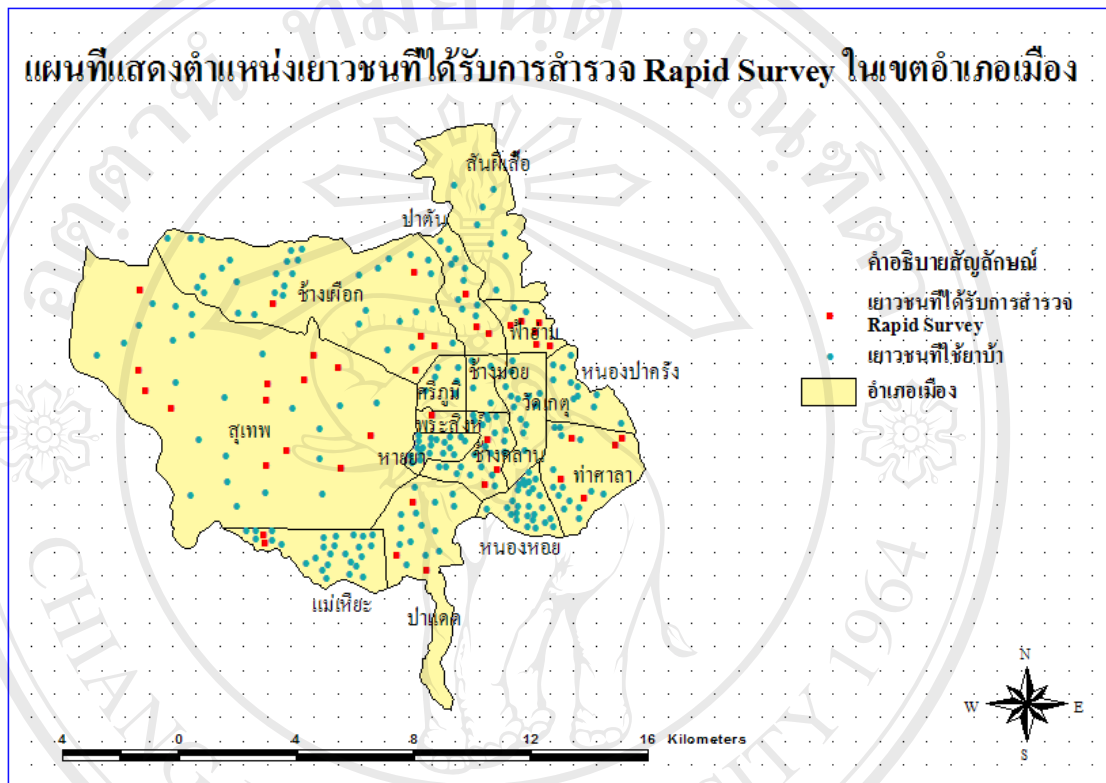 แผนที่แสดงตำแหน่งเยาวชนที่ได้รับการสำรวจ Rapid Survey ในเขตอำเภอเมือง
สันผีเสื้อ
ป่าตัน
ช้างเผือก
ฟ้าฮ่าม
ช้างม่อย
หนองป่าครั่ง
ศรีภูมิ
วัดเกตุ
พระสิงห์
สุเทพ
หายยา
ช้างคลาน
ท่าศาลา
หนองหอย
แม่เหียะ
ป่าแดด
คำอธิบายสัญลักษณ์
เยาวชนที่ได้รับการสำรวจ
Rapid Survey
เยาวชนที่ใช้ยาบ้า
อำเภอเมือง
N
W E
S
4 0 4 8 12 16 Kilometers
CHIANG
1904